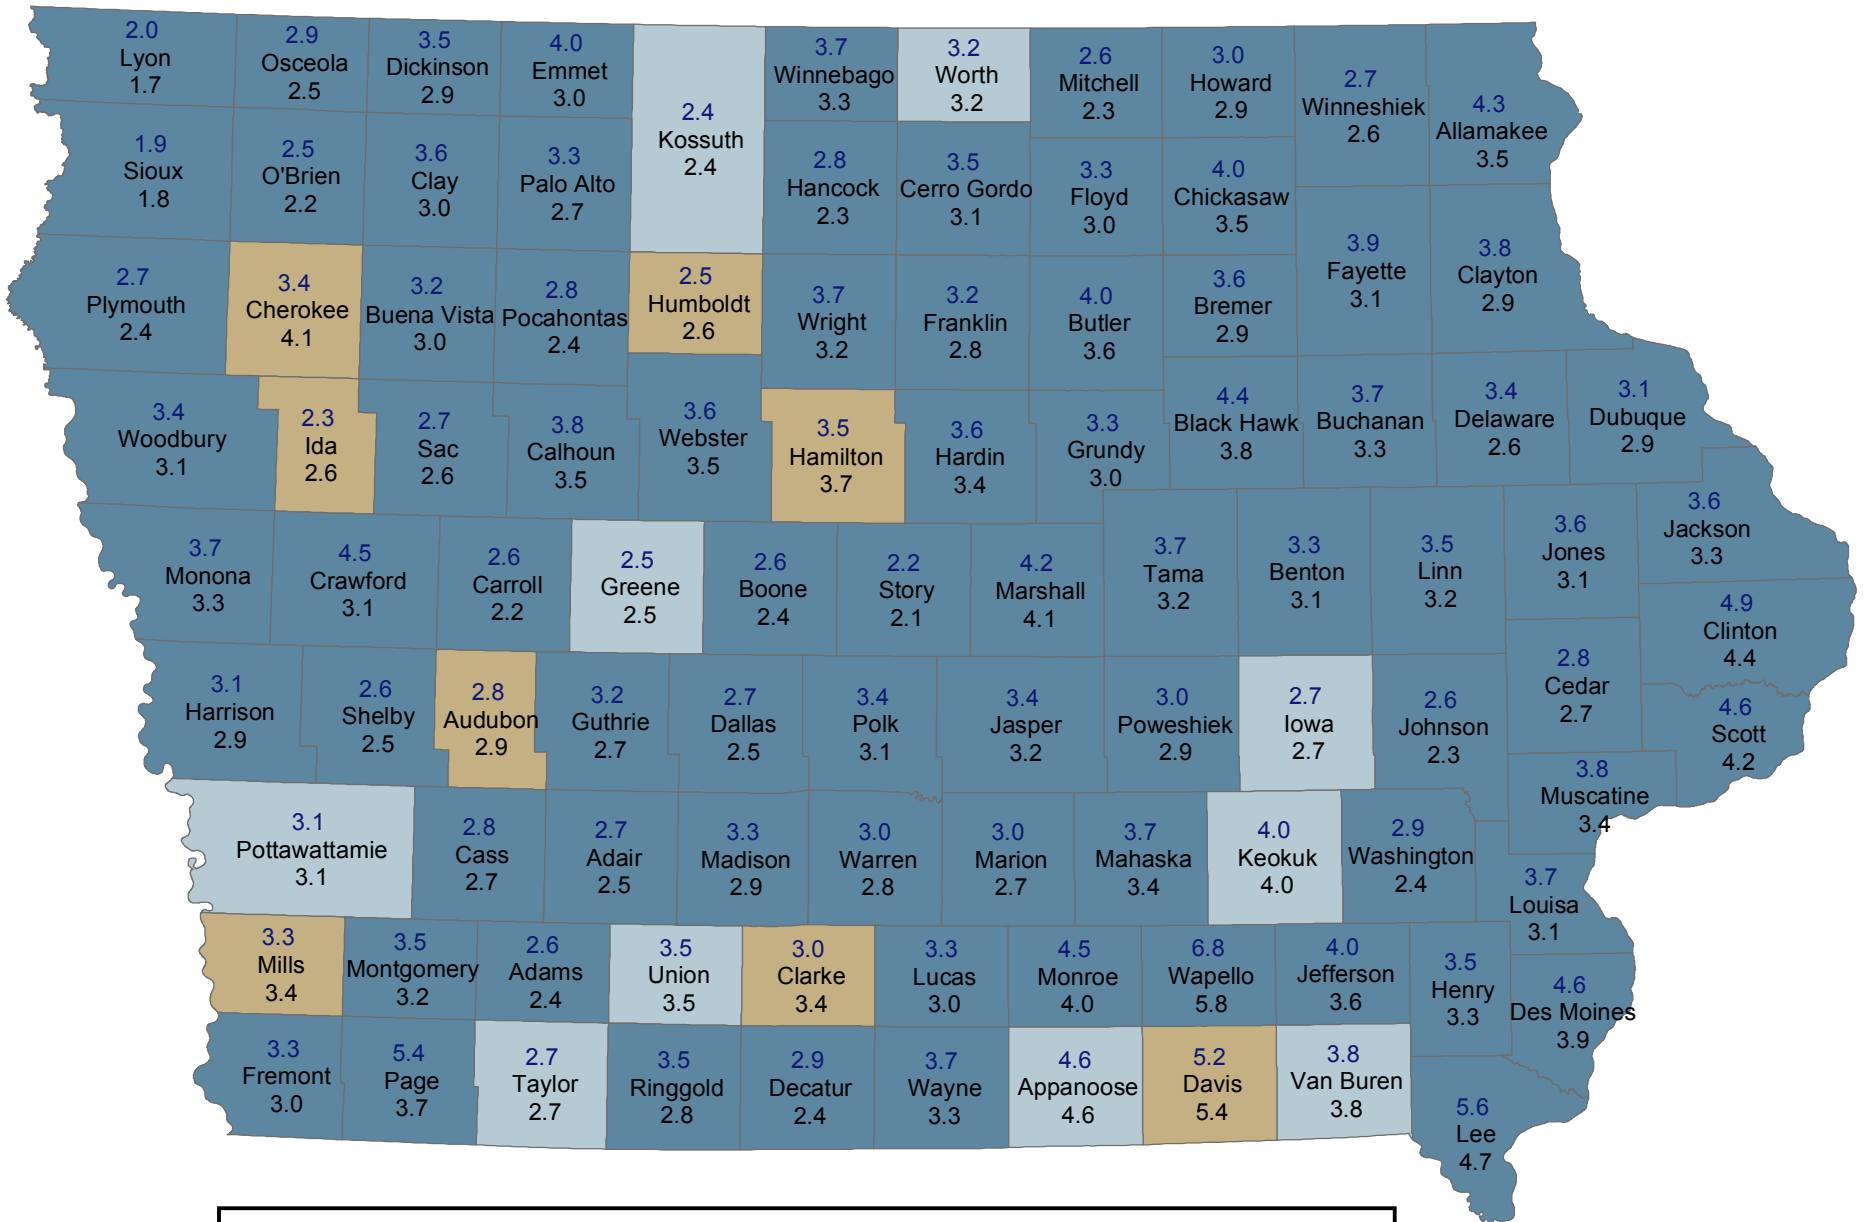 2.0
Lyon
1.7
2.9
Osceola
2.5
3.5
Dickinson
2.9
4.0
Emmet
3.0
2.4
Kossuth
2.4
3.7
Winnebago
3.3
3.2
Worth
3.2
2.6
Mitchell
2.3
3.0
Howard
2.9
2.7
Winneshiek
2.6
4.3
Allamakee
3.5
1.9
Sioux
1.8
2.5
O'Brien
2.2
3.6
Clay
3.0
3.3
Palo Alto
2.7
2.8
Hancock
2.3
3.5
Cerro Gordo
3.1
3.3
Floyd
3.0
4.0
Chickasaw
3.5
3.9
Fayette
3.1
3.8
Clayton
2.9
2.7
Plymouth
2.4
3.4
Cherokee
4.1
3.2
Buena Vista
3.0
2.8
Pocahontas
2.4
2.5
Humboldt
2.6
3.7
Wright
3.2
3.2
Franklin
2.8
4.0
Butler
3.6
3.6
Bremer
2.9
3.4
Woodbury
3.1
2.3
Ida
2.6
2.7
Sac
2.6
3.8
Calhoun
3.5
3.6
Webster
3.5
3.5
Hamilton
3.7
3.6
Hardin
3.4
3.3
Grundy
3.0
4.4
Black Hawk
3.8
3.7
Buchanan
3.3
3.4
Delaware
2.6
3.1
Dubuque
2.9
3.7
Monona
3.3
4.5
Crawford
3.1
2.6
Carroll
2.2
2.5
Greene
2.5
2.6
Boone
2.4
2.2
Story
2.1
4.2
Marshall
4.1
3.7
Tama
3.2
3.3
Benton
3.1
3.5
Linn
3.2
3.6
Jones
3.1
3.6
Jackson
3.3
4.9
Clinton
4.4
3.1
Harrison
2.9
2.6
Shelby
2.5
2.8
Audubon
2.9
3.2
Guthrie
2.7
2.7
Dallas
2.5
3.4
Polk
3.1
3.4
Jasper
3.2
3.0
Poweshiek
2.9
2.7
Iowa
2.7
2.6
Johnson
2.3
2.8
Cedar
2.7
4.6
Scott
4.2
3.8
Muscatine
3.4
3.1
Pottawattamie
3.1
2.8
Cass
2.7
2.7
Adair
2.5
3.3
Madison
2.9
3.0
Warren
2.8
3.0
Marion
2.7
3.7
Mahaska
3.4
4.0
Keokuk
4.0
2.9
Washington
2.4
3.7
Louisa
3.1
3.3
Mills
3.4
3.5
Montgomery
3.2
2.6
Adams
2.4
3.5
Union
3.5
3.0
Clarke
3.4
3.3
Lucas
3.0
4.5
Monroe
4.0
6.8
Wapello
5.8
4.0
Jefferson
3.6
3.5
Henry
3.3
4.6
Des Moines
3.9
3.3
Fremont
3.0
5.4
Page
3.7
2.7
Taylor
2.7
3.5
Ringgold
2.8
2.9
Decatur
2.4
3.7
Wayne
3.3
4.6
Appanoose
4.6
5.2
Davis
5.4
3.8
Van Buren
3.8
5.6
Lee
4.7